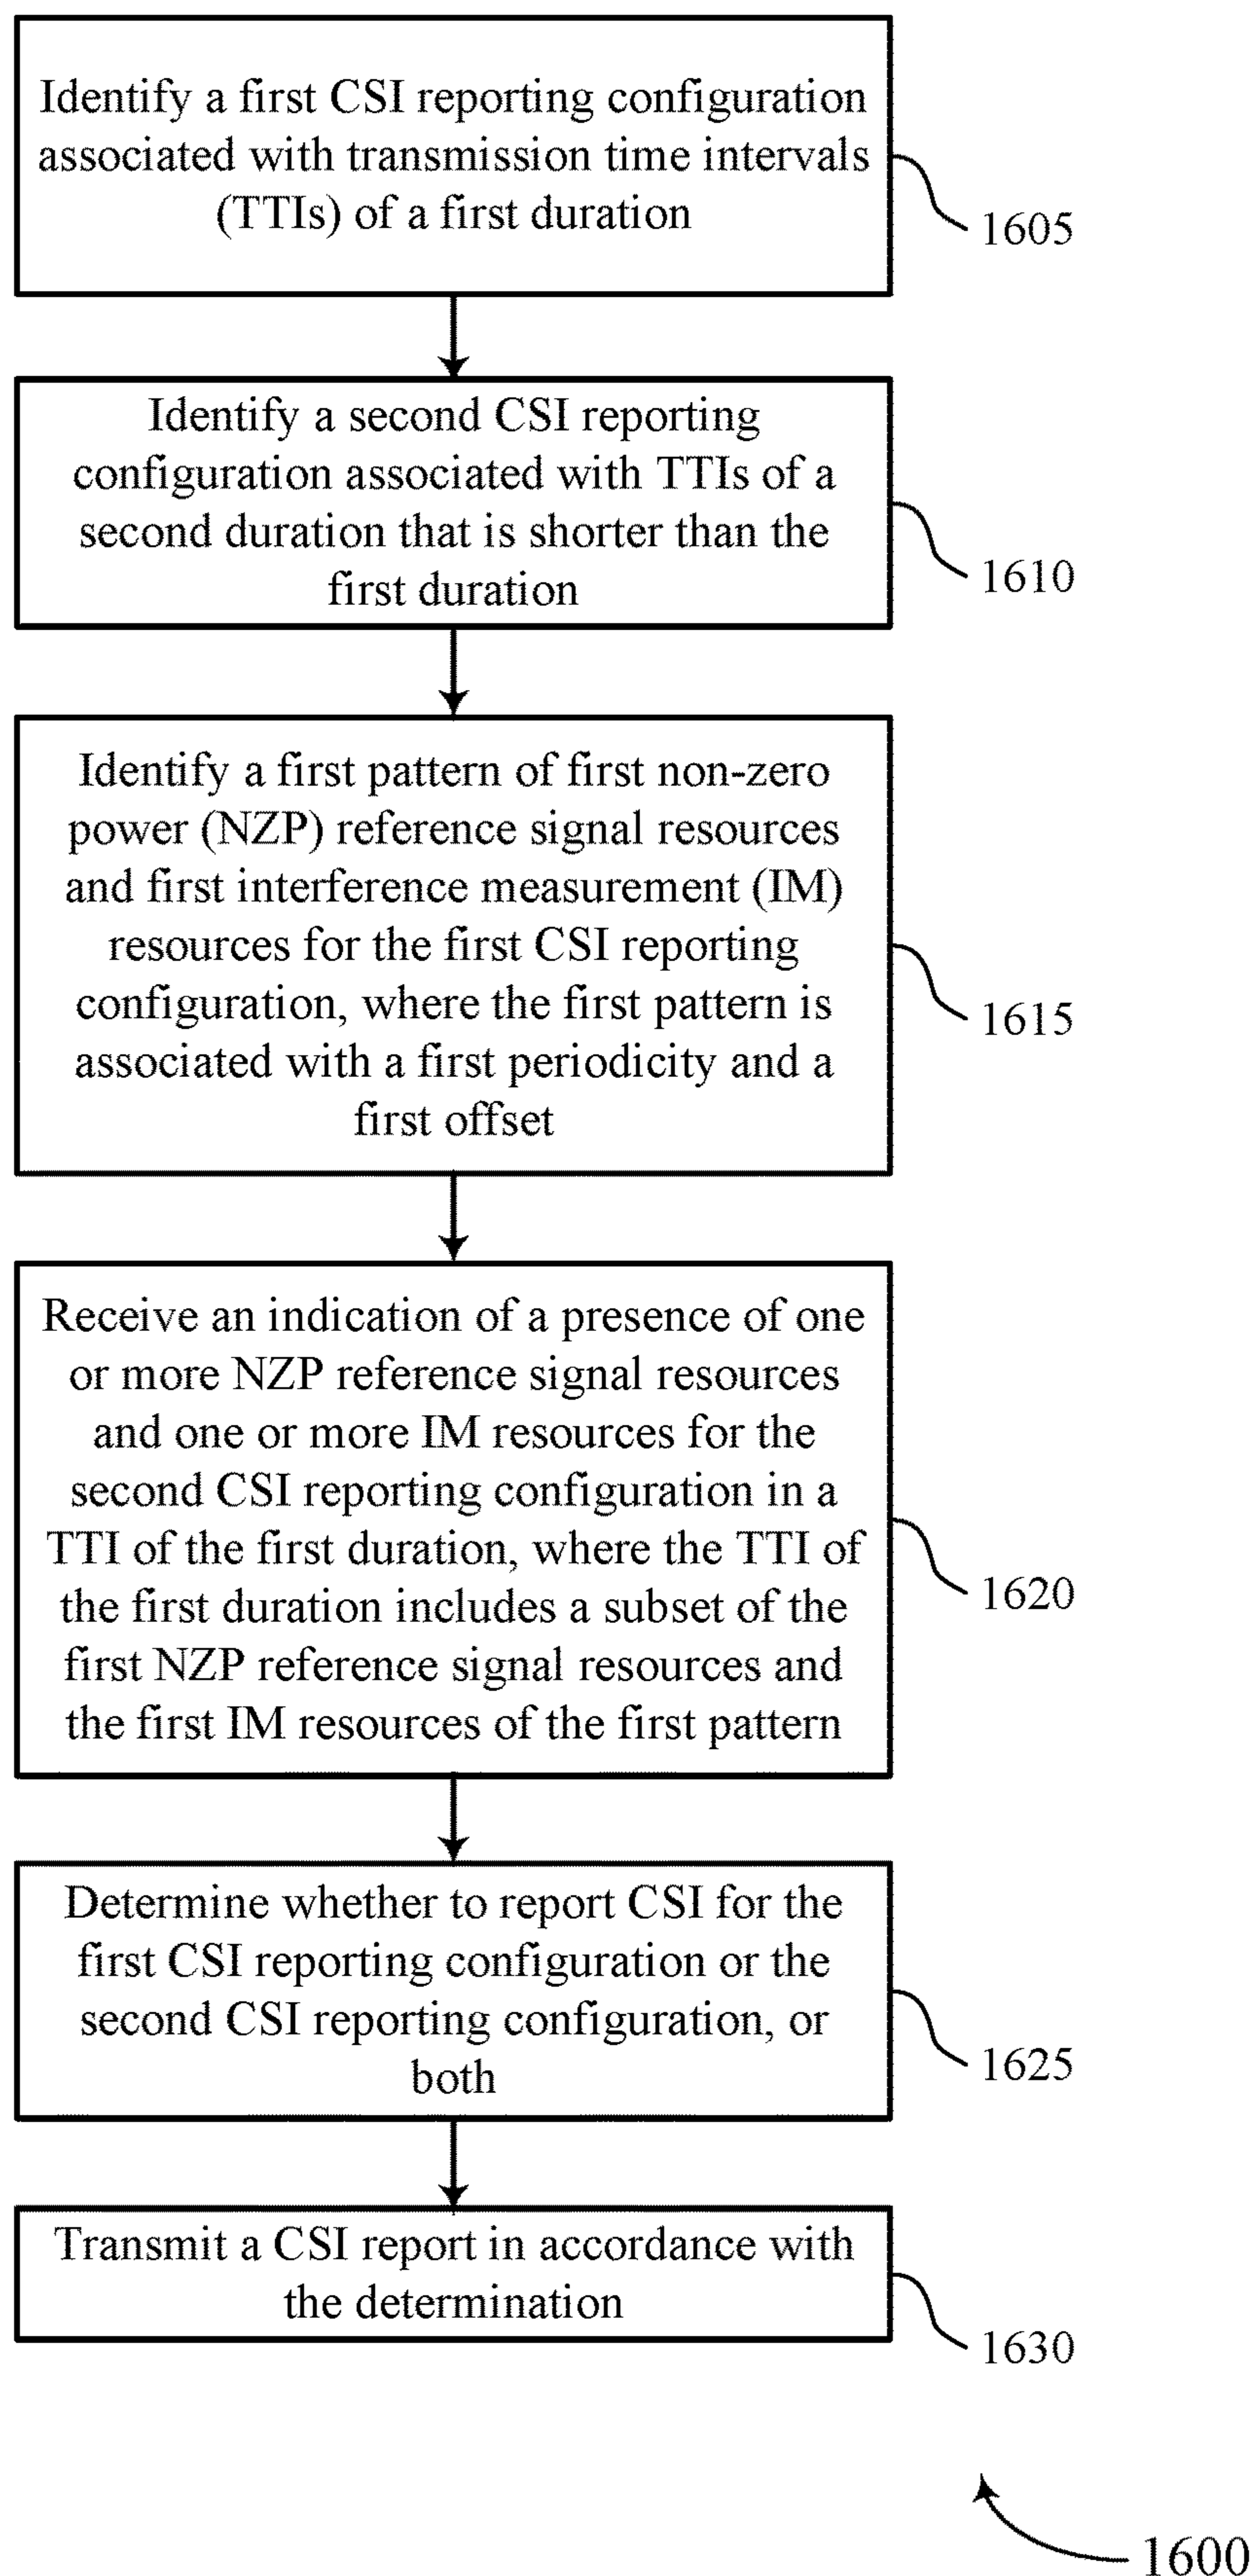 Identify a first CSI reporting configuration
associated with transmission time intervals
(TTIs) of a first duration
1605
Identify a second CSI reporting
configuration associated with TTIs of a
second duration that is shorter than the
first duration
1610
Identify a first pattern of first non-zero
power (NZP) reference signal resources
and first interference measurement (IM)
resources for the first CSI reporting
configuration, where the first pattern is
associated with a first periodicity and a
first offset
1615
Receive an indication of a presence of one
or more NZP reference signal resources
and one or more IM resources for the
second CSI reporting configuration in a
TTI of the first duration, where the TTI of
the first duration includes a subset of the
first NZP reference signal resources and
the first IM resources of the first pattern
1620
Determine whether to report CSI for the
first CSI reporting configuration or the
second CSI reporting configuration, or
both
1625
Transmit a CSI report in accordance with
the determination
1630
1600